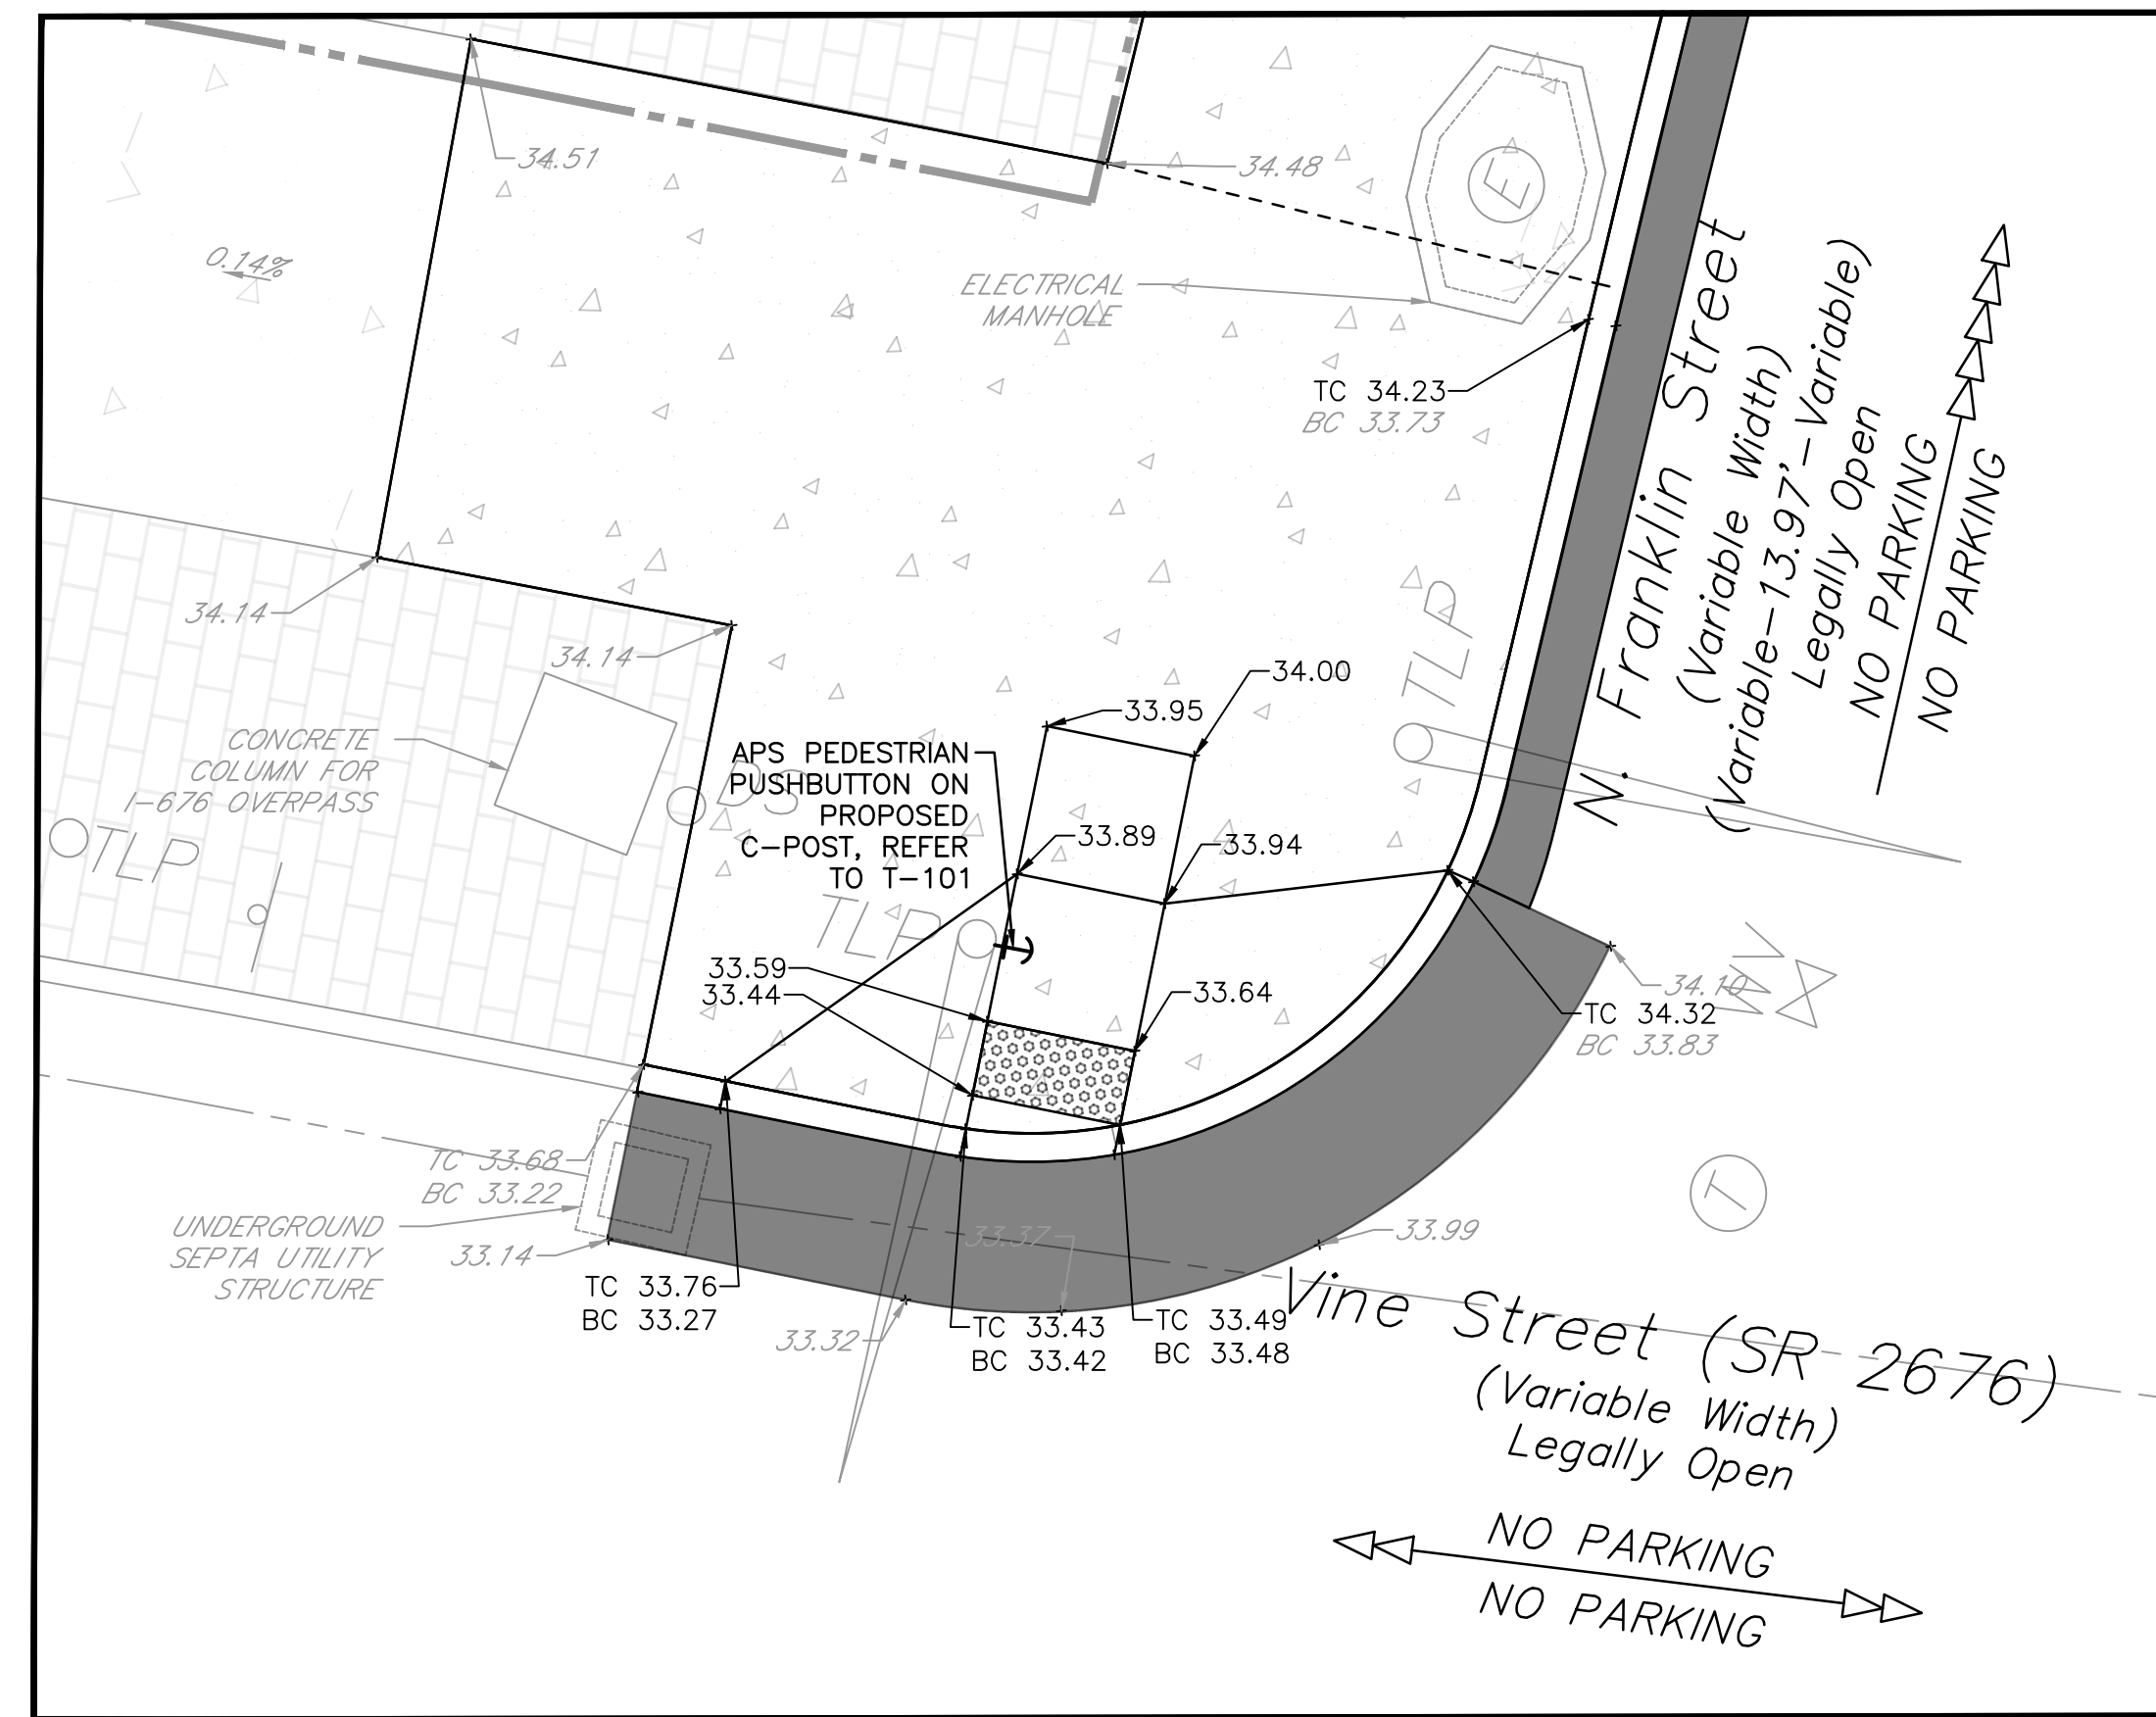 34.51
34.48
0.14%
ELECTRICAL
MANHOLE
E
TC 34.23
BC 33.73
N. Franklin Street
(Variable Width)
(Variable-13.97'-Variable)
Legally Open
NO PARKING
NO PARKING
34.14
34.14
34.00
33.95
CONCRETE
COLUMN FOR
I-676 OVERPASS
TLP
DS
TLP
APS PEDESTRIAN
PUSHBUTTON ON
PROPOSED
C-POST, REFER
TO T-101
33.89
33.94
TLP
33.59
33.44
33.64
34.10
TC 34.32
BC 33.83
TC 33.68
BC 33.22
UNDERGROUND
SEPTA UTILITY
STRUCTURE
33.14
TC 33.76
BC 33.27
33.32
33.37
33.99
T
TC 33.43
BC 33.42
TC 33.49
BC 33.48
Vine Street (SR 2676)
(Variable Width)
Legally Open
NO PARKING
NO PARKING